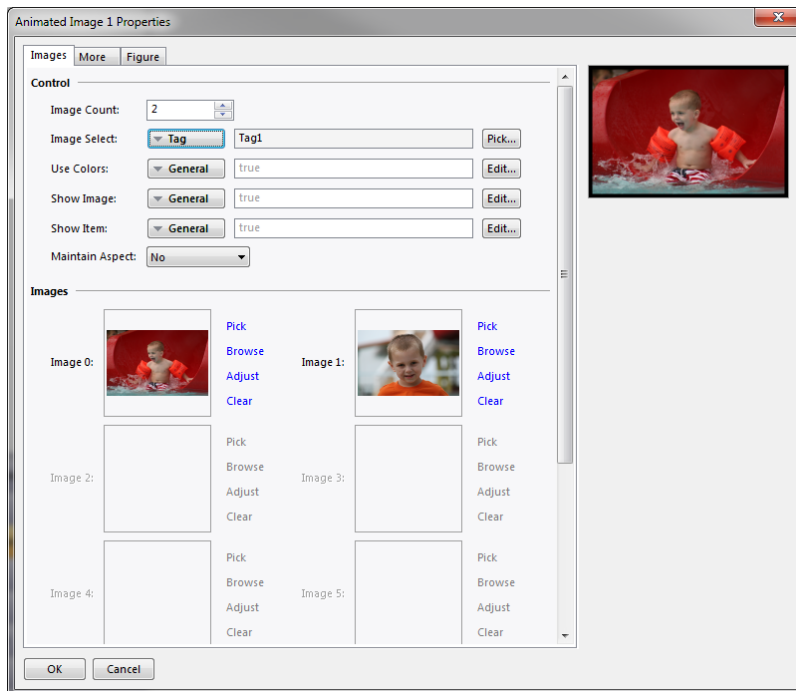 Animated Image 1 Properties
Images More Figure
Control
Image Count: 2
Image Select: Tag Tag1 Pick...
Use Colors: General true Edit...
Show Image: General true Edit...
Show Item: General true Edit...
Maintain Aspect: No
Images
Image 0:
Pick
Browse
Adjust
Clear
Image 1:
Pick
Browse
Adjust
Clear
Image 2:
Pick
Browse
Adjust
Clear
Image 3:
Pick
Browse
Adjust
Clear
Image 4:
Pick
Browse
Adjust
Clear
Image 5:
Pick
Browse
Adjust
Clear
OK Cancel